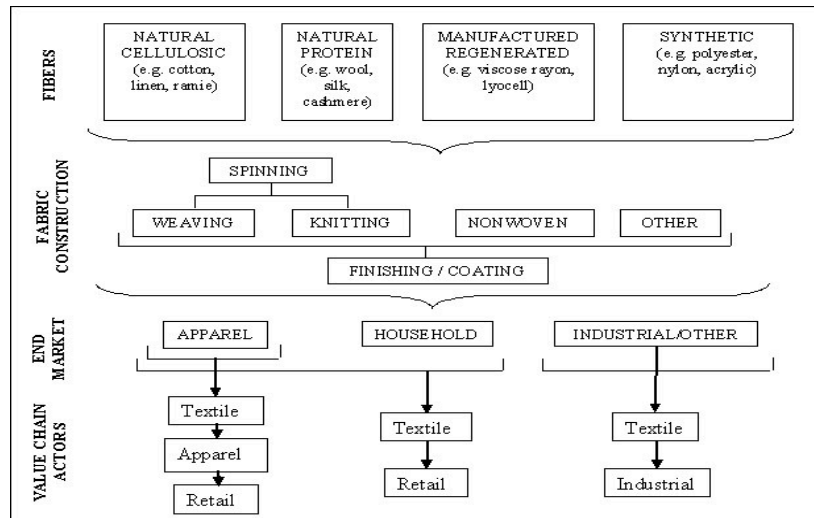 FIBERS
NATURAL
CELLULOSIC
(e.g. cotton,
linen, ramie)
NATURAL
PROTEIN
(e.g. wool,
silk,
cashmere)
MANUFACTURED
REGENERATED
(e.g. viscose rayon,
lyocell)
SYNTHETIC
(e.g. polyester,
nylon, acrylic)
FABRIC
CONSTRUCTION
SPINNING
WEAVING
KNITTING
NONWOVEN
OTHER
FINISHING / COATING
END
MARKET
APPAREL
HOUSEHOLD
INDUSTRIAL/OTHER
VALUE CHAIN
ACTORS
Textile
Apparel
Retail
Textile
Retail
Textile
Industrial